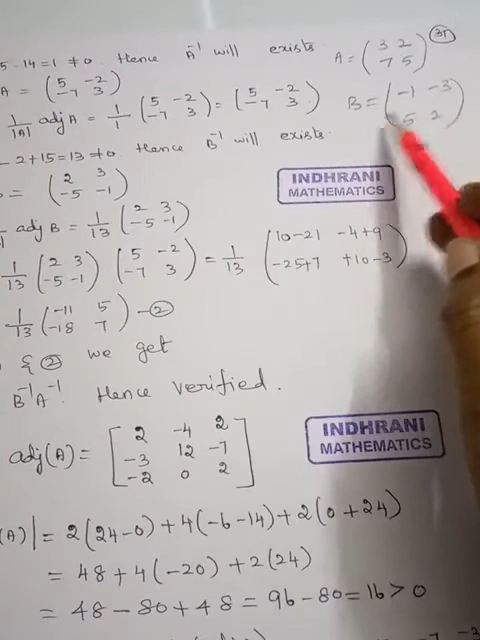 5-14=1≠0 Hence A⁻¹ will exists
A = (3 2
7 5) 35
A = (5 -2
-7 3)
1/|A| adj A = 1/1 (5 -2
-7 3) = (5 -2
-7 3)
B = (-1 -3
5 2)
-2+15=13≠0 Hence B⁻¹ will exists.
= (2 3
-5 -1)
INDHRANI
MATHEMATICS
adj B = 1/13 (2 3
-5 -1)
1/13 (2 3
-5 -1) (5 -2
-7 3) = 1/13 (10-21 -4+9
-25+7 +10-3)
1/13 (-11 5
-18 7) —②
& ② we get
B⁻¹A⁻¹. Hence verified.
adj(A) = [2 -4 2
-3 12 -7
-2 0 2]
INDHRANI
MATHEMATICS
(A)| = 2(24-0)+4(-6-14)+2(0+24)
= 48+4(-20)+2(24)
= 48-80+48 = 96-80=16>0